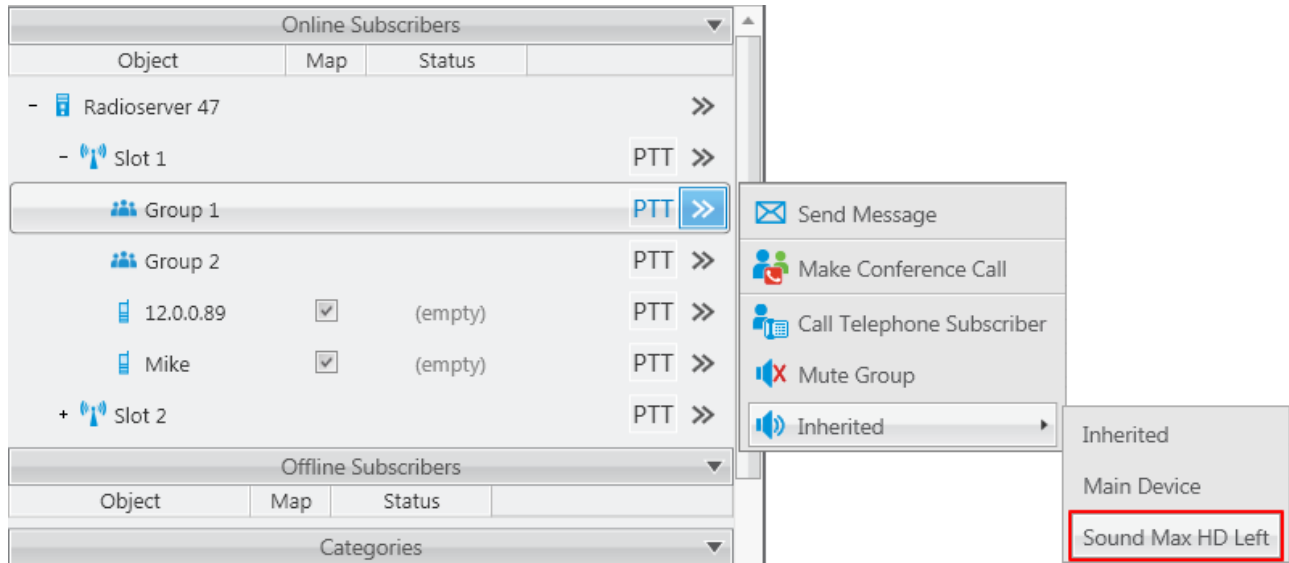 Online Subscribers
Object Map Status
- Radioserver 47
- Slot 1 PTT
Group 1 PTT
Group 2 PTT
12.0.0.89 (empty) PTT
Mike (empty) PTT
+ Slot 2 PTT
Offline Subscribers
Object Map Status
Categories
Send Message
Make Conference Call
Call Telephone Subscriber
Mute Group
Inherited
Inherited
Main Device
Sound Max HD Left